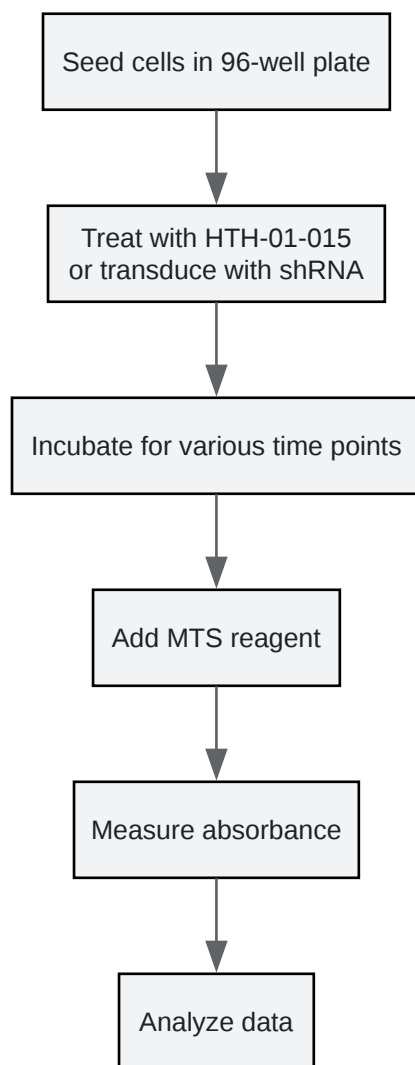 Seed cells in 96-well plate
Treat with HTH-01-015
or transduce with shRNA
Incubate for various time points
Add MTS reagent
Measure absorbance
Analyze data